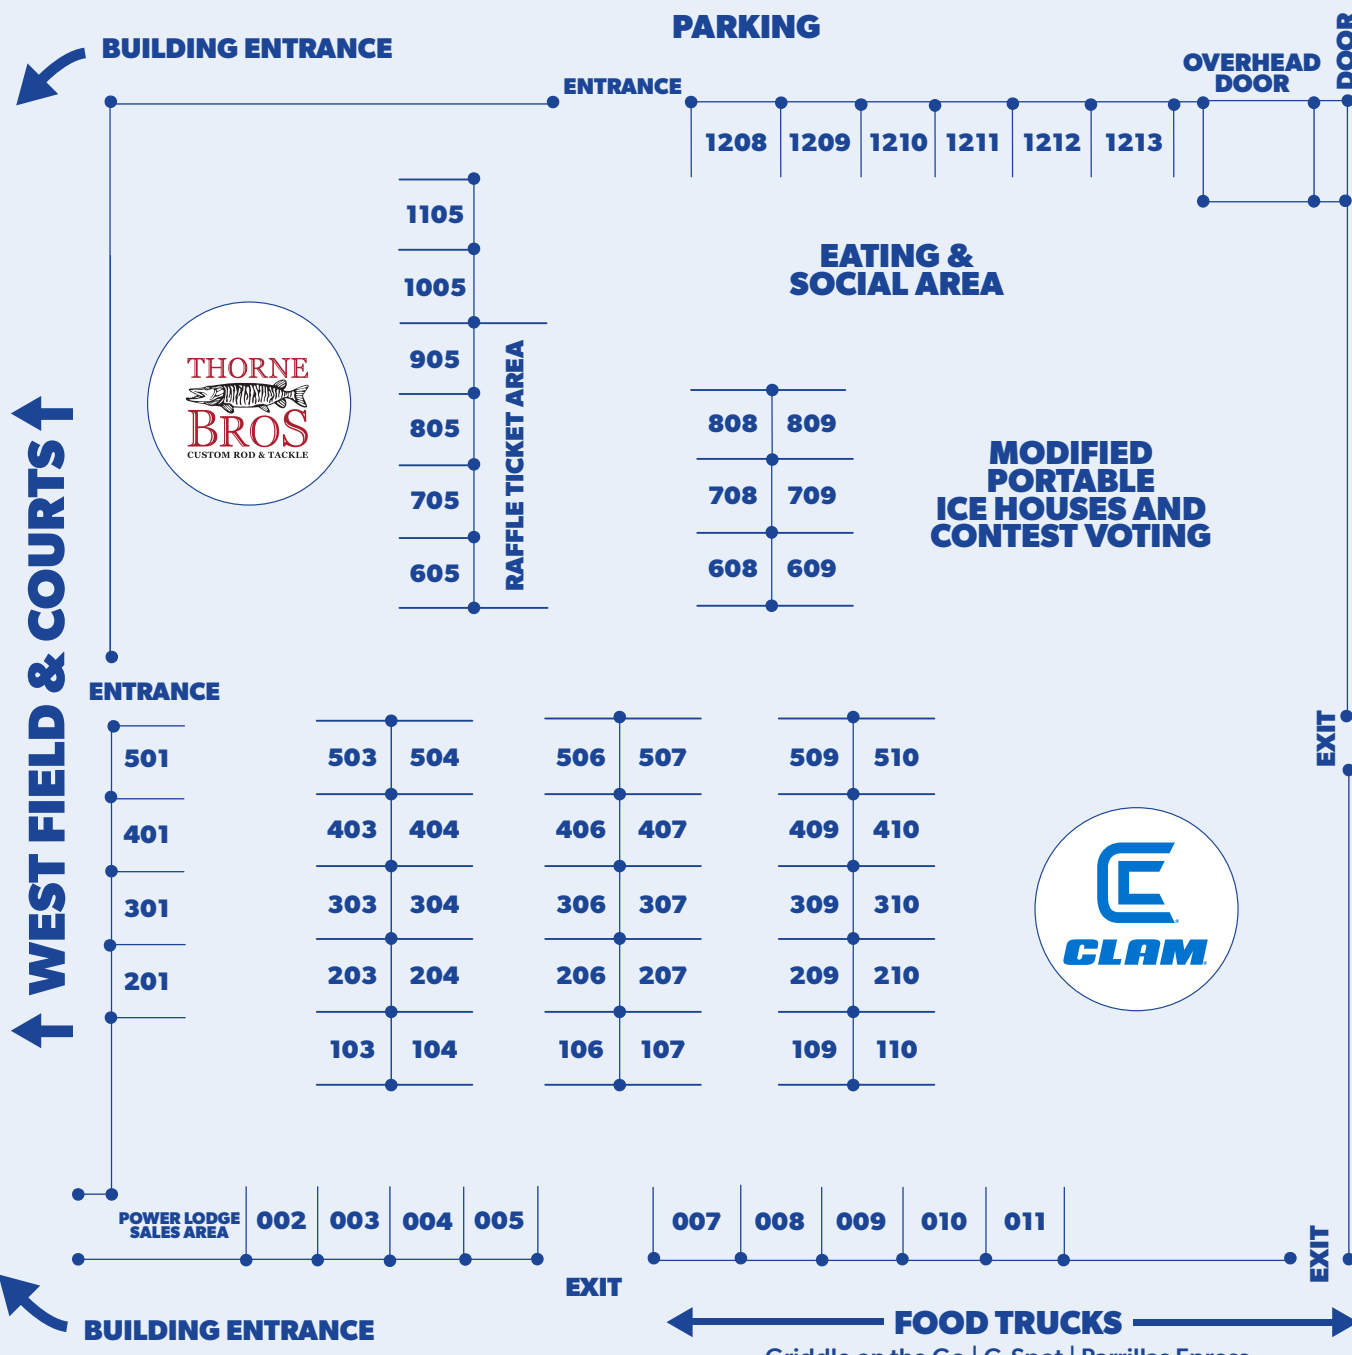 PARKING
BUILDING ENTRANCE
ENTRANCE
OVERHEAD
DOOR
DOOR
1208 1209 1210 1211 1212 1213
1105
1005
905
805
705
605
RAFFLE TICKET AREA
EATING &
SOCIAL AREA
THORNE
BROS
CUSTOM ROD & TACKLE
808 809
708 709
608 609
MODIFIED
PORTABLE
ICE HOUSES AND
CONTEST VOTING
WEST FIELD & COURTS
ENTRANCE
EXIT
501 503 504 506 507 509 510
401 403 404 406 407 409 410
301 303 304 306 307 309 310
201 203 204 206 207 209 210
103 104 106 107 109 110
CLAM
POWER LODGE
SALES AREA
002 003 004 005 007 008 009 010 011
EXIT
EXIT
FOOD TRUCKS
BUILDING ENTRANCE